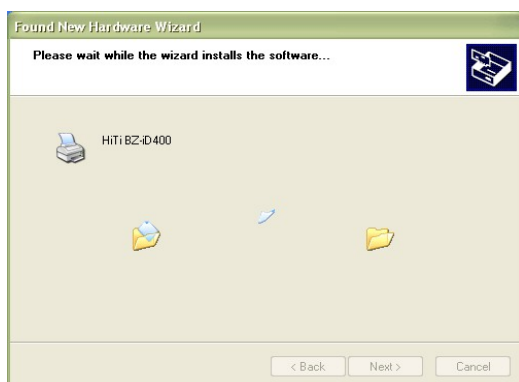 Found New Hardware Wizard
Please wait while the wizard installs the software...
HiTi BZ-iD400
< Back
Next >
Cancel